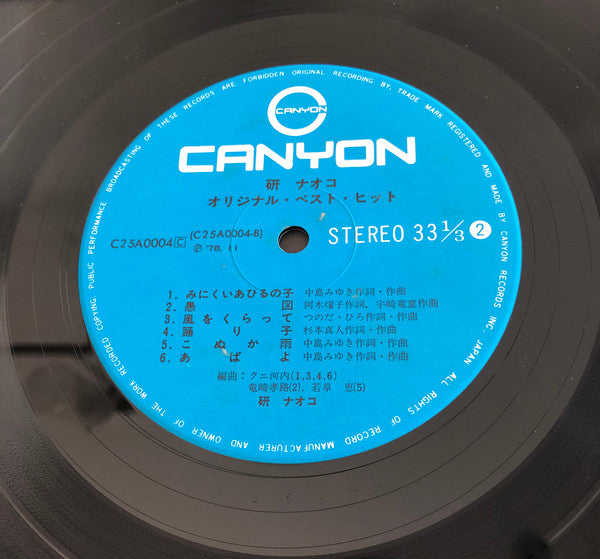 MANUFACTURER AND OWNER OF THE WORK RECORDED COPYING. PUBLIC PERFORMANCE BROADCASTING OF THESE RECORDS ARE FORBIDDEN ORIGINAL RECORDING BY. TRADE MARK REGISTERED AND MADE BY CANYON RECORDS INC. JAPAN ALL RIGHTS OF RECORD
CANYON
CANYON
研 ナオコ
オリジナル・ベスト・ヒット
C25A0004 C (C25A0004-B)
Ⓟ '78. 11
STEREO 33 1/3 2
1. みにくいあひるの子 中島みゆき作詞・作曲
2. 愚 図 阿木燿子作詞、宇崎竜童作曲
3. 風をくらって つのだ・ひろ作詞・作曲
4. 踊り子 杉本真人作詞・作曲
5. こぬか雨 中島みゆき作詞・作曲
6. あばよ 中島みゆき作詞・作曲
編曲：クニ河内(1,3,4,6)
竜崎孝路(2)、若草 恵(5)
研 ナオコ